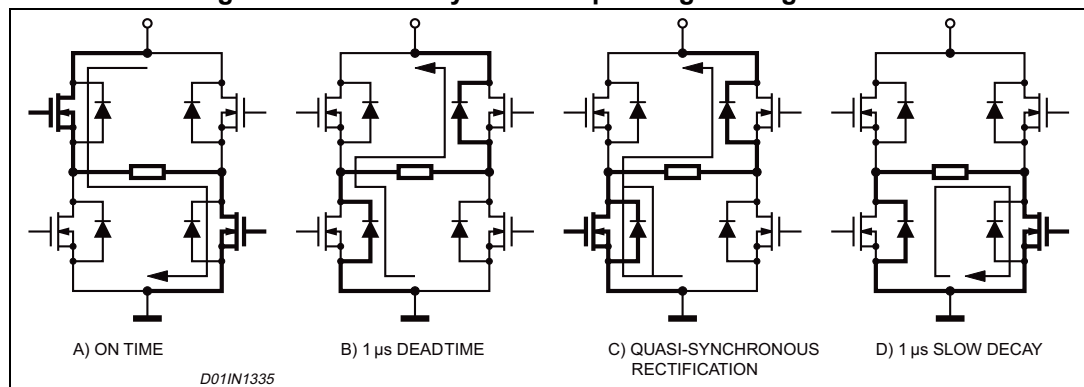 A) ON TIME
B) 1 μs DEADTIME
C) QUASI-SYNCHRONOUS
RECTIFICATION
D) 1 μs SLOW DECAY
D01IN1335